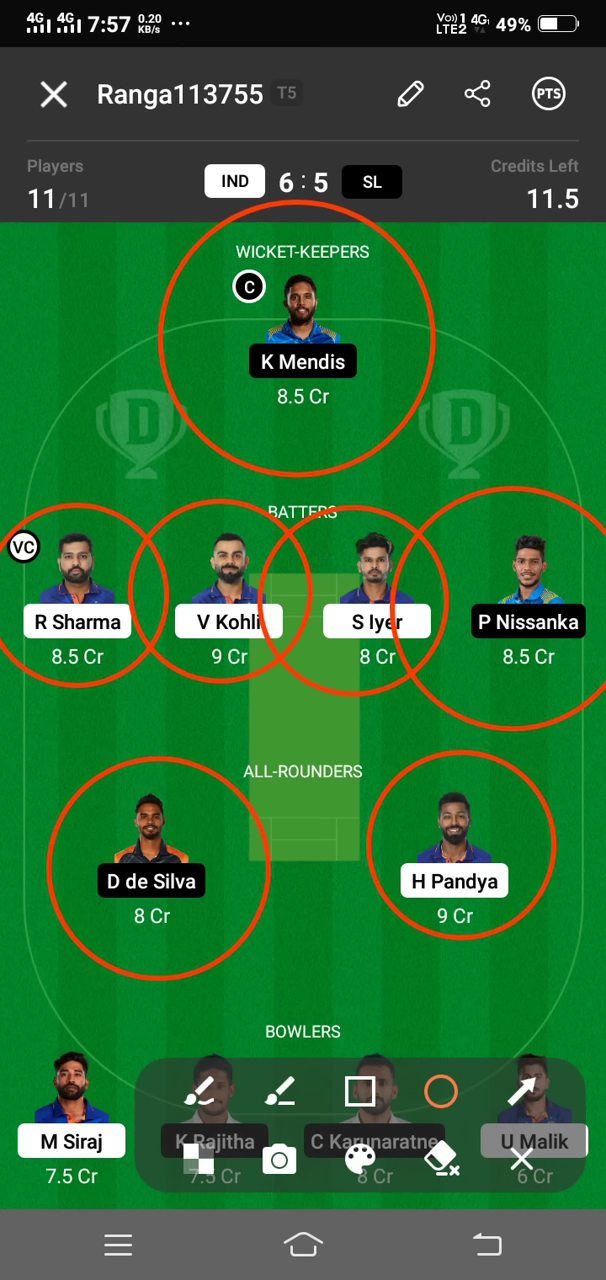 4G 4G 7:57 0.20 KB/s ... Vo) 1 LTE2 4G 49%
Ranga113755 T5 PTS
Players Credits Left
11/11 IND 6 : 5 SL 11.5
WICKET-KEEPERS
C
K Mendis
8.5 Cr
D D
BATTERS
VC
R Sharma V Kohli S Iyer P Nissanka
8.5 Cr 9 Cr 8 Cr 8.5 Cr
ALL-ROUNDERS
D de Silva H Pandya
8 Cr 9 Cr
BOWLERS
M Siraj K Rajitha C Karunaratne U Malik
7.5 Cr 7.5 Cr 8 Cr 6 Cr